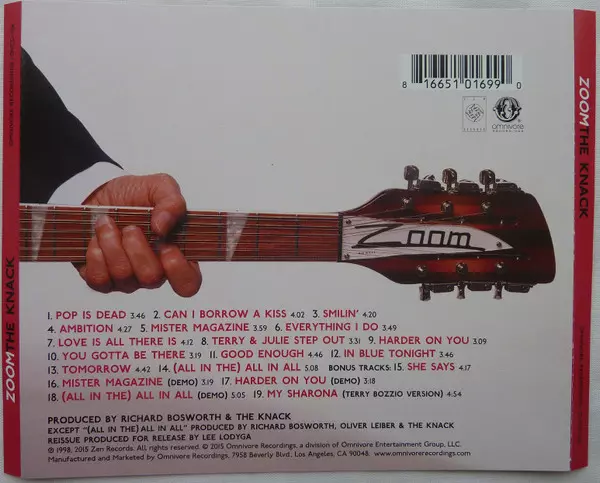 8 16651 01699 0
omnivore
RECORDINGS
ZOOM THE KNACK
ZOOM THE KNACK
Zoom
1. POP IS DEAD 3.46 2. CAN I BORROW A KISS 4.02 3. SMILIN' 4.20
4. AMBITION 4.27 5. MISTER MAGAZINE 3.59 6. EVERYTHING I DO 3.49
7. LOVE IS ALL THERE IS 4.12 8. TERRY & JULIE STEP OUT 3.31 9. HARDER ON YOU 3.09
10. YOU GOTTA BE THERE 3.19 11. GOOD ENOUGH 4.46 12. IN BLUE TONIGHT 3.46
13. TOMORROW 4.42 14. (ALL IN THE) ALL IN ALL 5.08 BONUS TRACKS: 15. SHE SAYS 4.17
16. MISTER MAGAZINE (DEMO) 3.19 17. HARDER ON YOU (DEMO) 3.18
18. (ALL IN THE) ALL IN ALL (DEMO) 5.05 19. MY SHARONA (TERRY BOZZIO VERSION) 4:54
PRODUCED BY RICHARD BOSWORTH & THE KNACK
EXCEPT "(ALL IN THE) ALL IN ALL" PRODUCED BY RICHARD BOSWORTH, OLIVER LEIBER & THE KNACK
REISSUE PRODUCED FOR RELEASE BY LEE LODYGA
℗ 1998, 2015 Zen Records. All rights reserved. © 2015 Omnivore Recordings, a division of Omnivore Entertainment Group, LLC.
Manufactured and Marketed by Omnivore Recordings, 7958 Beverly Blvd., Los Angeles, CA 90048. www.omnivorerecordings.com